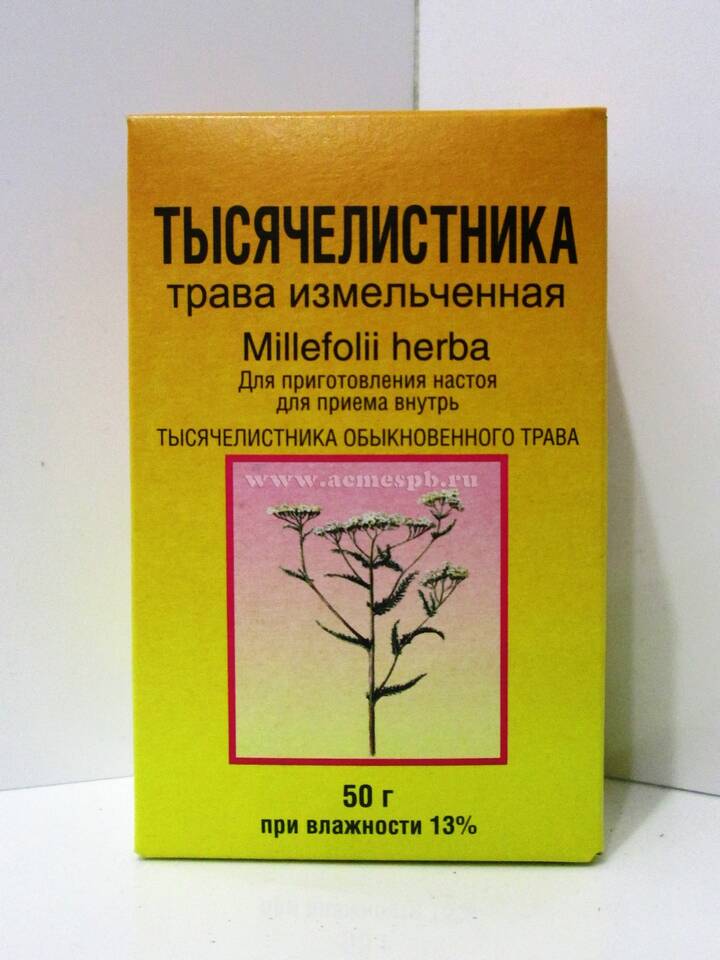 ТЫСЯЧЕЛИСТНИКА
трава измельченная
Millefolii herba
Для приготовления настоя
для приема внутрь
ТЫСЯЧЕЛИСТНИКА ОБЫКНОВЕННОГО ТРАВА
www.acmespb.ru
50 г
при влажности 13%